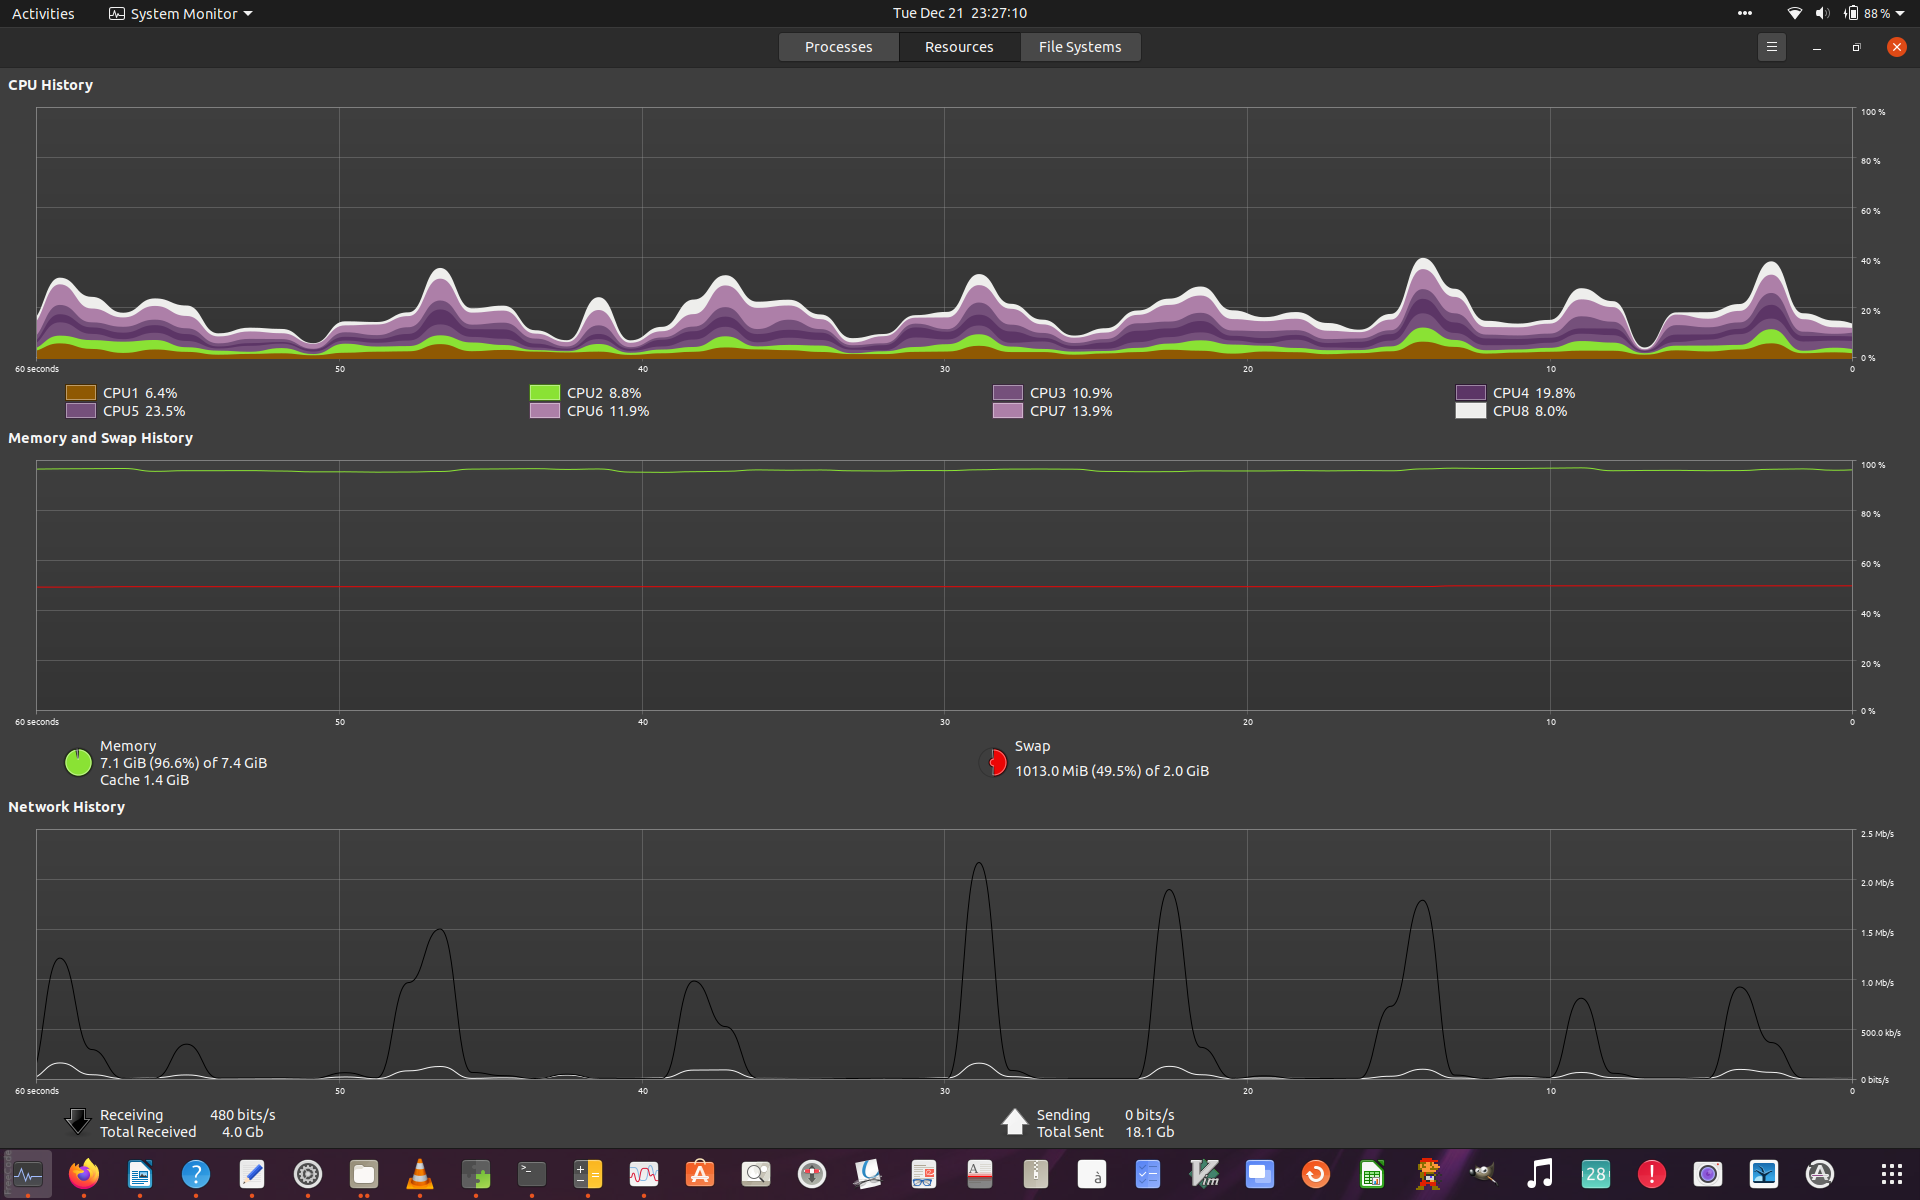 Activities System Monitor Tue Dec 21 23:27:10 88 %
Processes Resources File Systems
CPU History
100 %
80 %
60 %
40 %
20 %
0 %
60 seconds 50 40 30 20 10 0
CPU1 6.4% CPU2 8.8% CPU3 10.9% CPU4 19.8%
CPU5 23.5% CPU6 11.9% CPU7 13.9% CPU8 8.0%
Memory and Swap History
100 %
80 %
60 %
40 %
20 %
0 %
60 seconds 50 40 30 20 10 0
Memory
7.1 GiB (96.6%) of 7.4 GiB
Cache 1.4 GiB
Swap
1013.0 MiB (49.5%) of 2.0 GiB
Network History
2.5 Mb/s
2.0 Mb/s
1.5 Mb/s
1.0 Mb/s
500.0 kb/s
0 bits/s
60 seconds 50 40 30 20 10 0
Receiving 480 bits/s
Total Received 4.0 Gb
Sending 0 bits/s
Total Sent 18.1 Gb
28